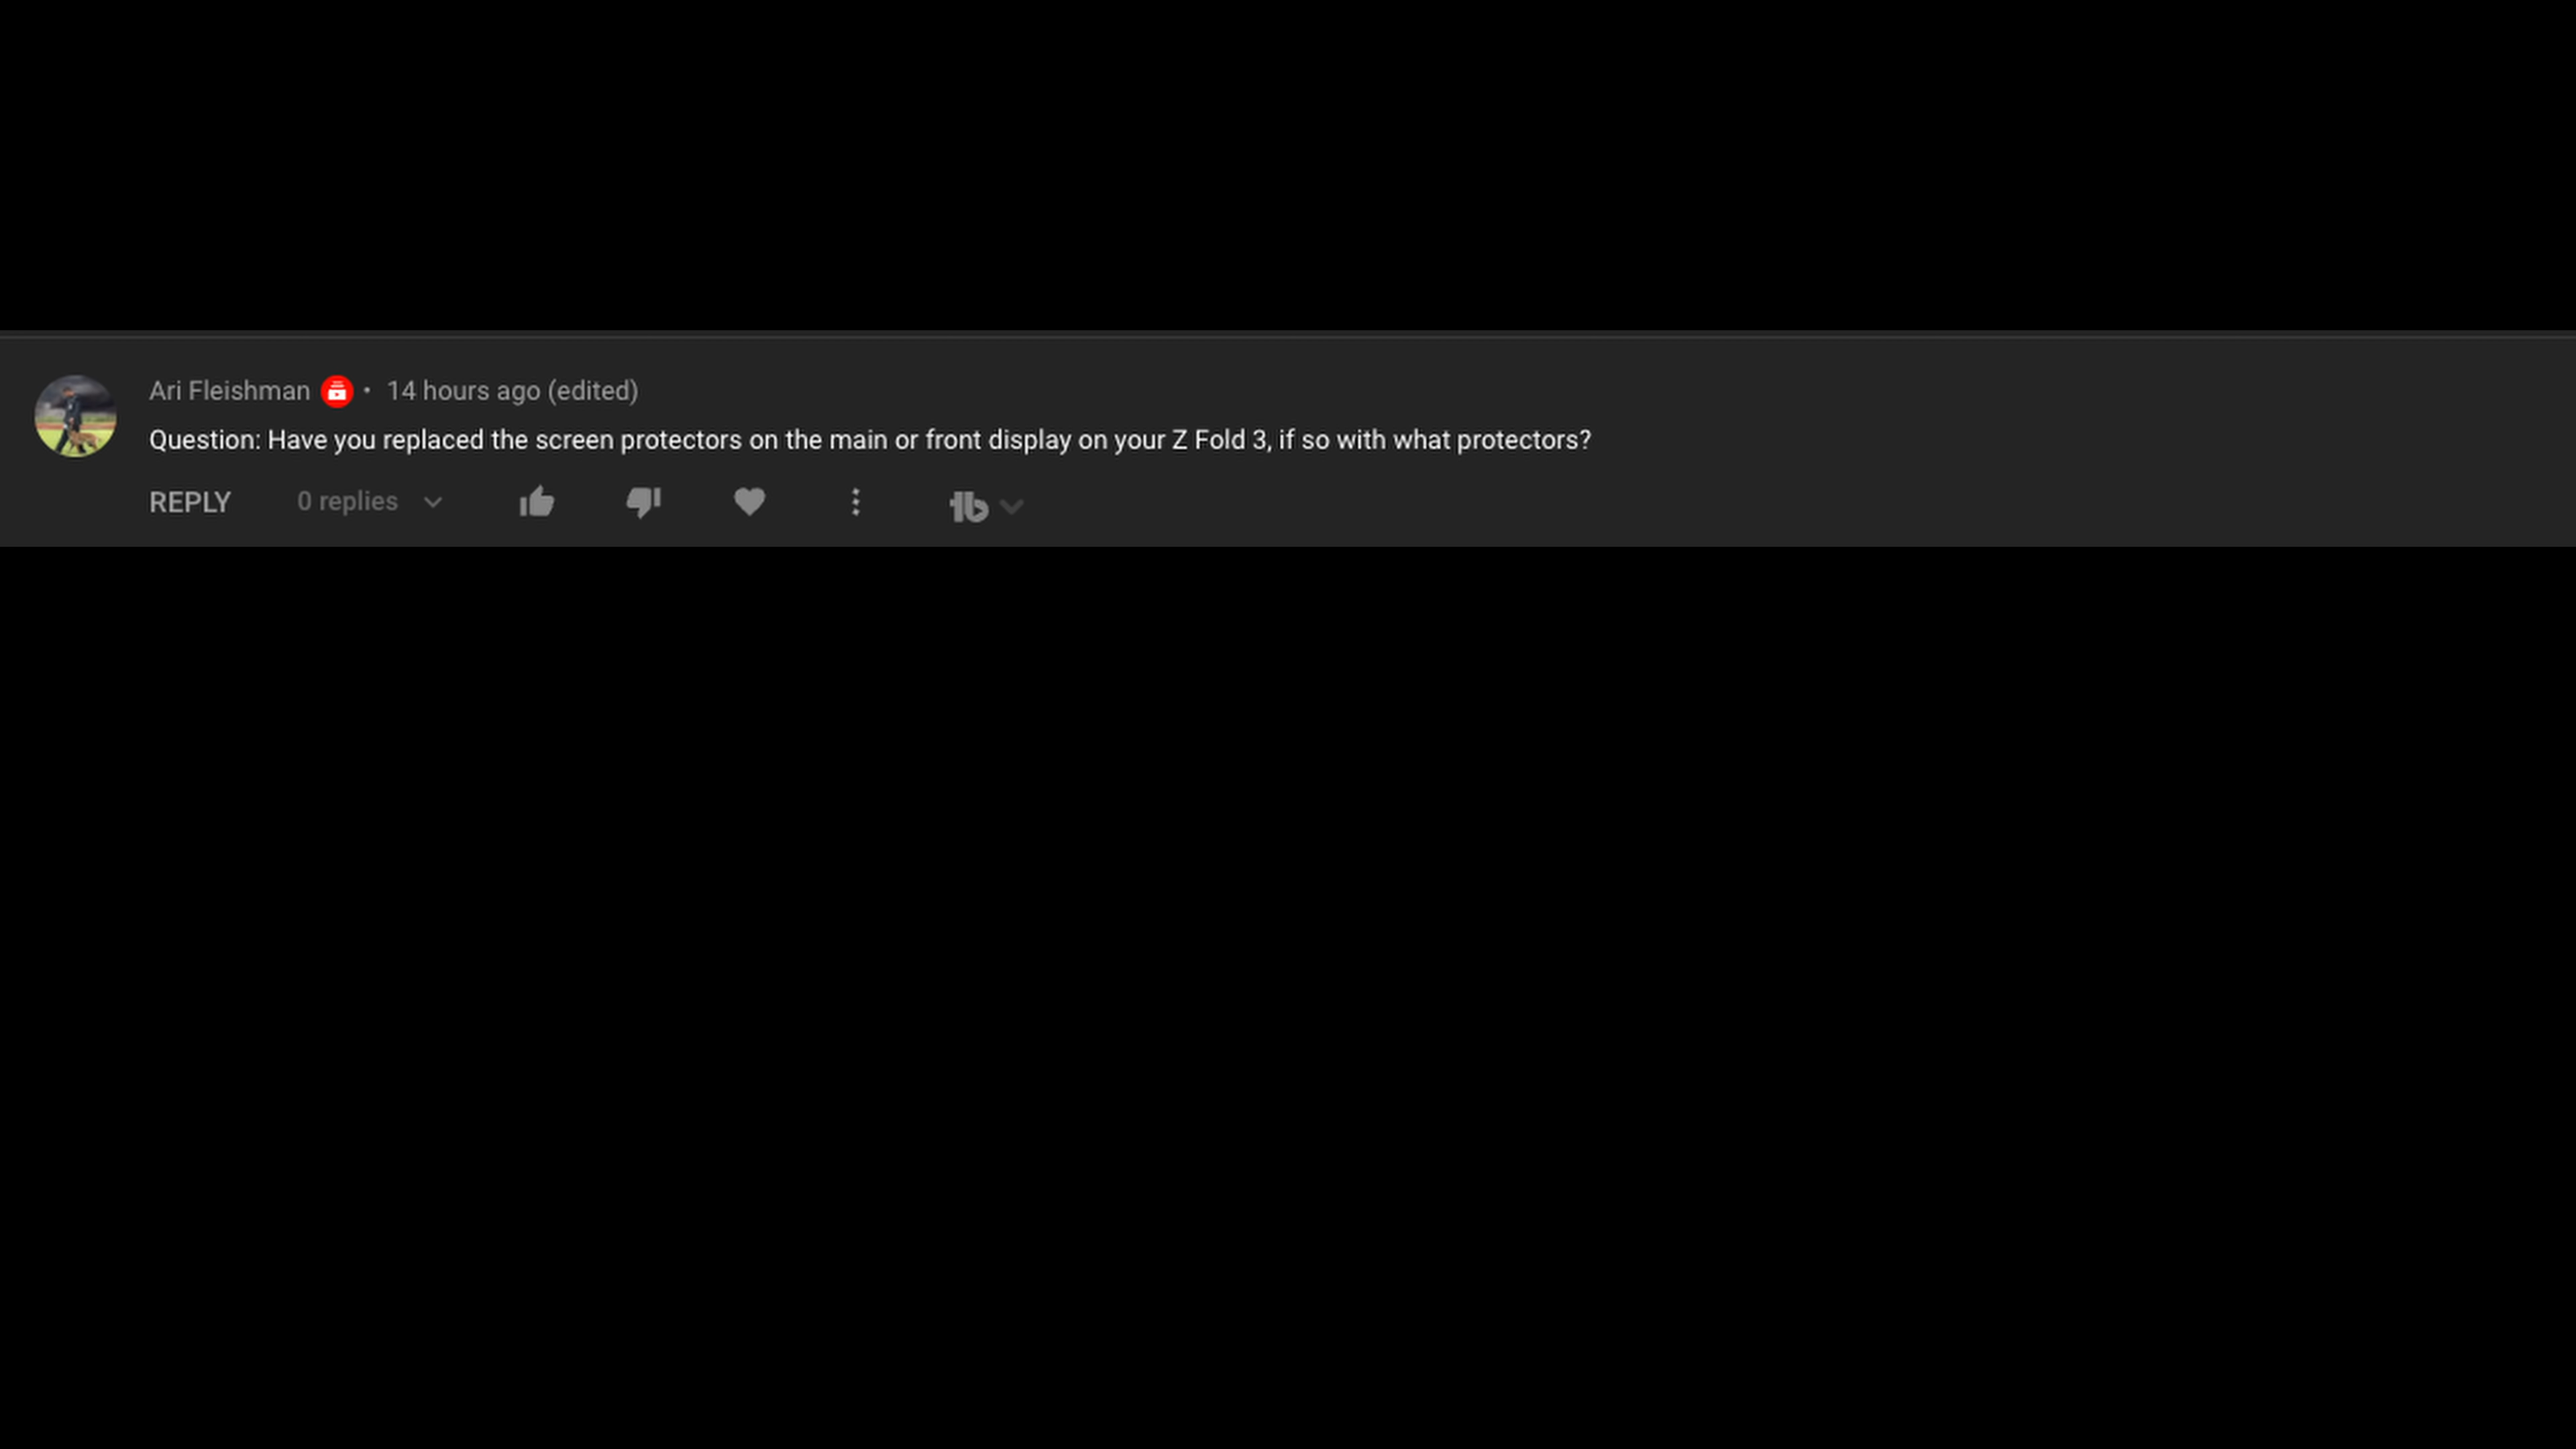 Ari Fleishman • 14 hours ago (edited)
Question: Have you replaced the screen protectors on the main or front display on your Z Fold 3, if so with what protectors?
REPLY 0 replies tb